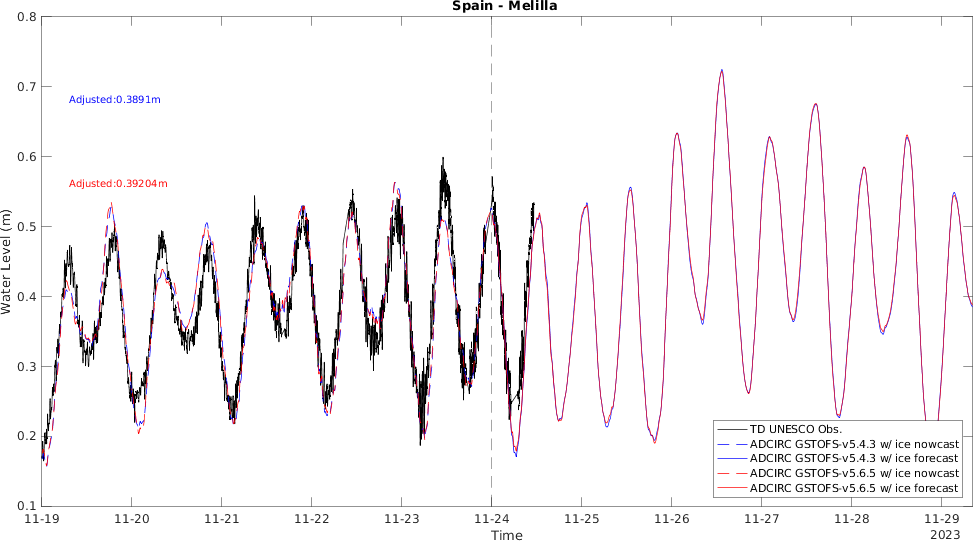 Spain - Melilla
0.8
0.7
0.6
0.5
0.4
0.3
0.2
0.1
Water Level (m)
Adjusted:0.3891m
Adjusted:0.39204m
TD UNESCO Obs.
ADCIRC GSTOFS-v5.4.3 w/ ice nowcast
ADCIRC GSTOFS-v5.4.3 w/ ice forecast
ADCIRC GSTOFS-v5.6.5 w/ ice nowcast
ADCIRC GSTOFS-v5.6.5 w/ ice forecast
11-19 11-20 11-21 11-22 11-23 11-24 11-25 11-26 11-27 11-28 11-29
2023
Time